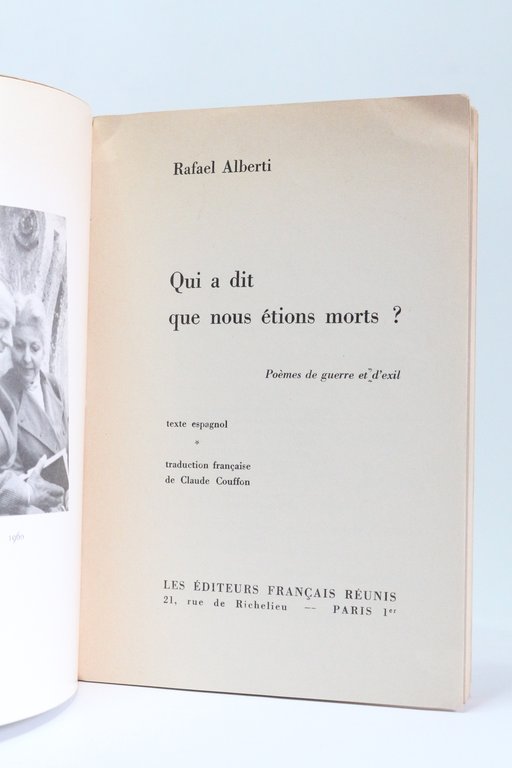 1960
Rafael Alberti
Qui a dit
que nous étions morts ?
Poèmes de guerre et d'exil
texte espagnol
*
traduction française
de Claude Couffon
LES ÉDITEURS FRANÇAIS RÉUNIS
21, rue de Richelieu — PARIS 1er